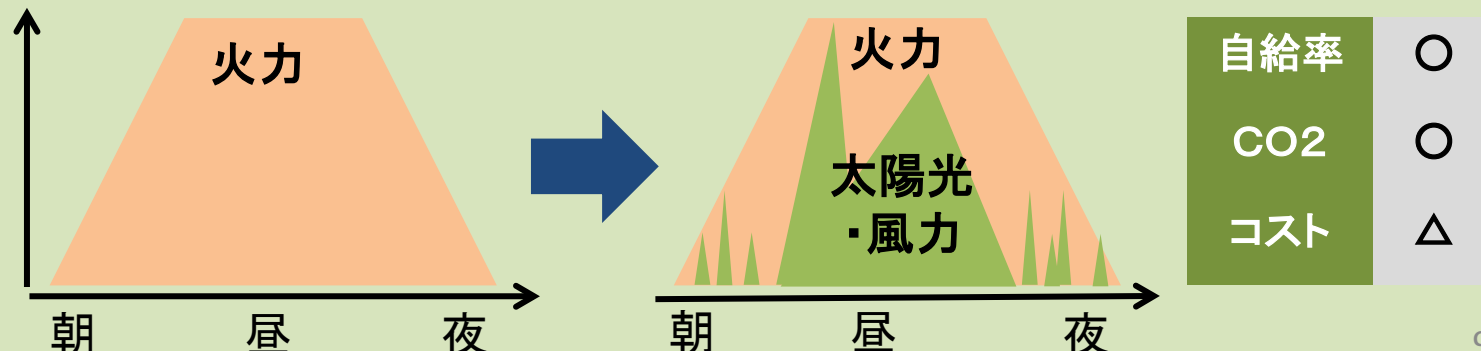 火力
朝 昼 夜
火力
太陽光
・風力
朝 昼 夜
自給率 ○
CO2 ○
コスト △